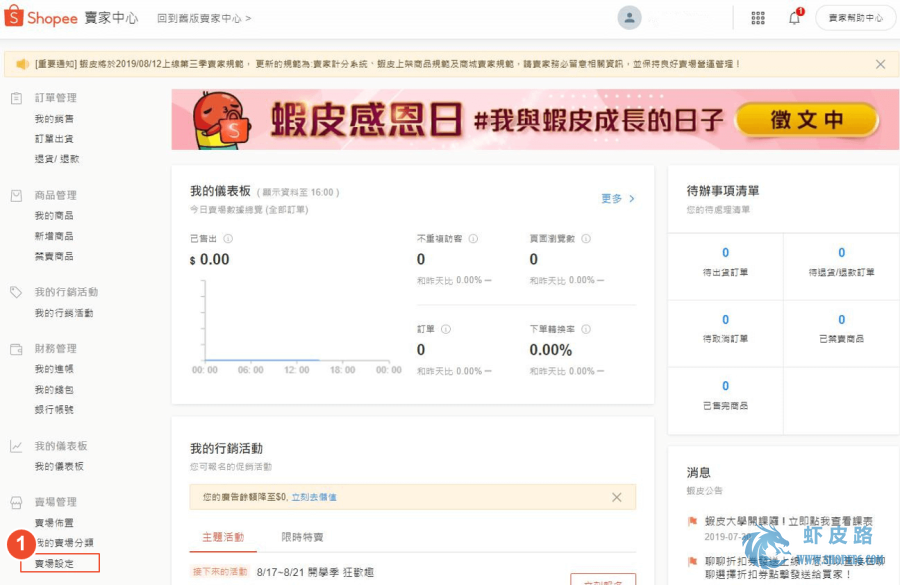 Shopee 賣家中心
回到舊版賣家中心 >
1
賣家幫助中心
[重要通知] 蝦皮將於2019/08/12上線第三季賣家規範， 更新的規範為:賣家計分系統、蝦皮上架商品規範及商城賣家規範，請賣家務必留意相關資訊，並保持良好賣場營運管理！
訂單管理
我的銷售
訂單出貨
退貨/ 退款
商品管理
我的商品
新增商品
禁賣商品
我的行銷活動
我的行銷活動
財務管理
我的進帳
我的錢包
銀行帳號
我的儀表板
我的儀表板
賣場管理
賣場佈置
1
我的賣場分類
賣場設定
蝦皮感恩日 #我與蝦皮成長的日子 徵文中
我的儀表板 ( 顯示資料至 16:00 )
更多 >
今日賣場數據總覽 (全部訂單)
已售出
$ 0.00
00:00 06:00 12:00 18:00 00:00
不重複訪客
0
和昨天比 0.00% —
頁面瀏覽數
0
和昨天比 0.00% —
訂單
0
和昨天比 0.00% —
下單轉換率
0.00%
和昨天比 0.00% —
我的行銷活動
您可報名的促銷活動
您的廣告餘額降至$0, 立刻去儲值
主題活動 限時特賣
接下來的活動 8/17~8/21 開學季 狂歡趴
立刻報名
待辦事項清單
您的待處理清單
0
待出貨訂單
0
待退貨/退款訂單
0
待取消訂單
0
已禁賣商品
0
已售完商品
消息
蝦皮公告
蝦皮大學開課囉！立即點我查看課表
2019-07-
聊聊折扣券發送上線
聊選擇折扣券點擊發送給買家！
虾皮路